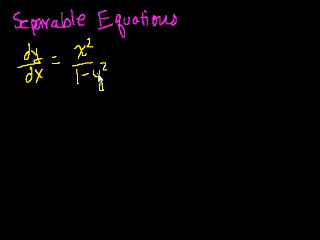 Separable Equations
dy/dx = x²/(1-y²)